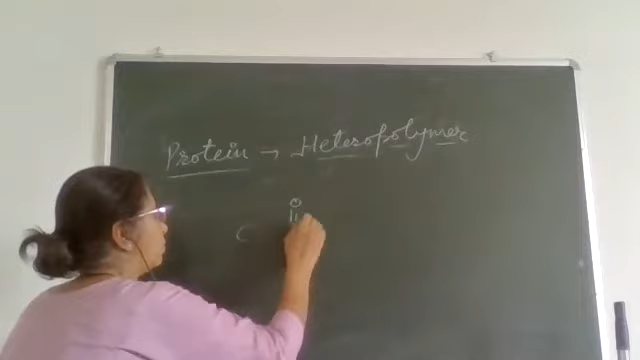 Protein → Heteropolymer
O
C